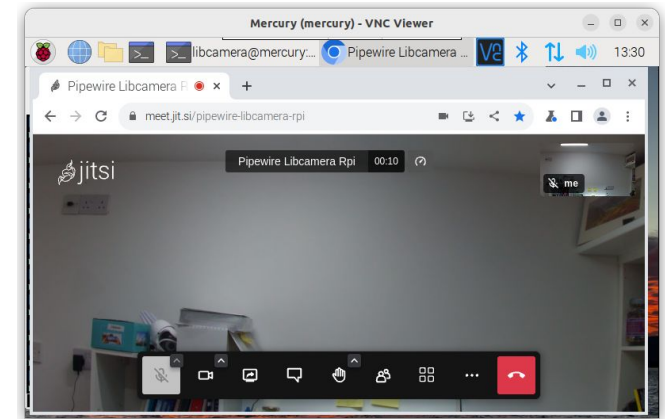 Mercury (mercury) - VNC Viewer
libcamera@mercury:... Pipewire Libcamera ... 13:30
Pipewire Libcamera R
meet.jit.si/pipewire-libcamera-rpi
jitsi
Pipewire Libcamera Rpi 00:10
me